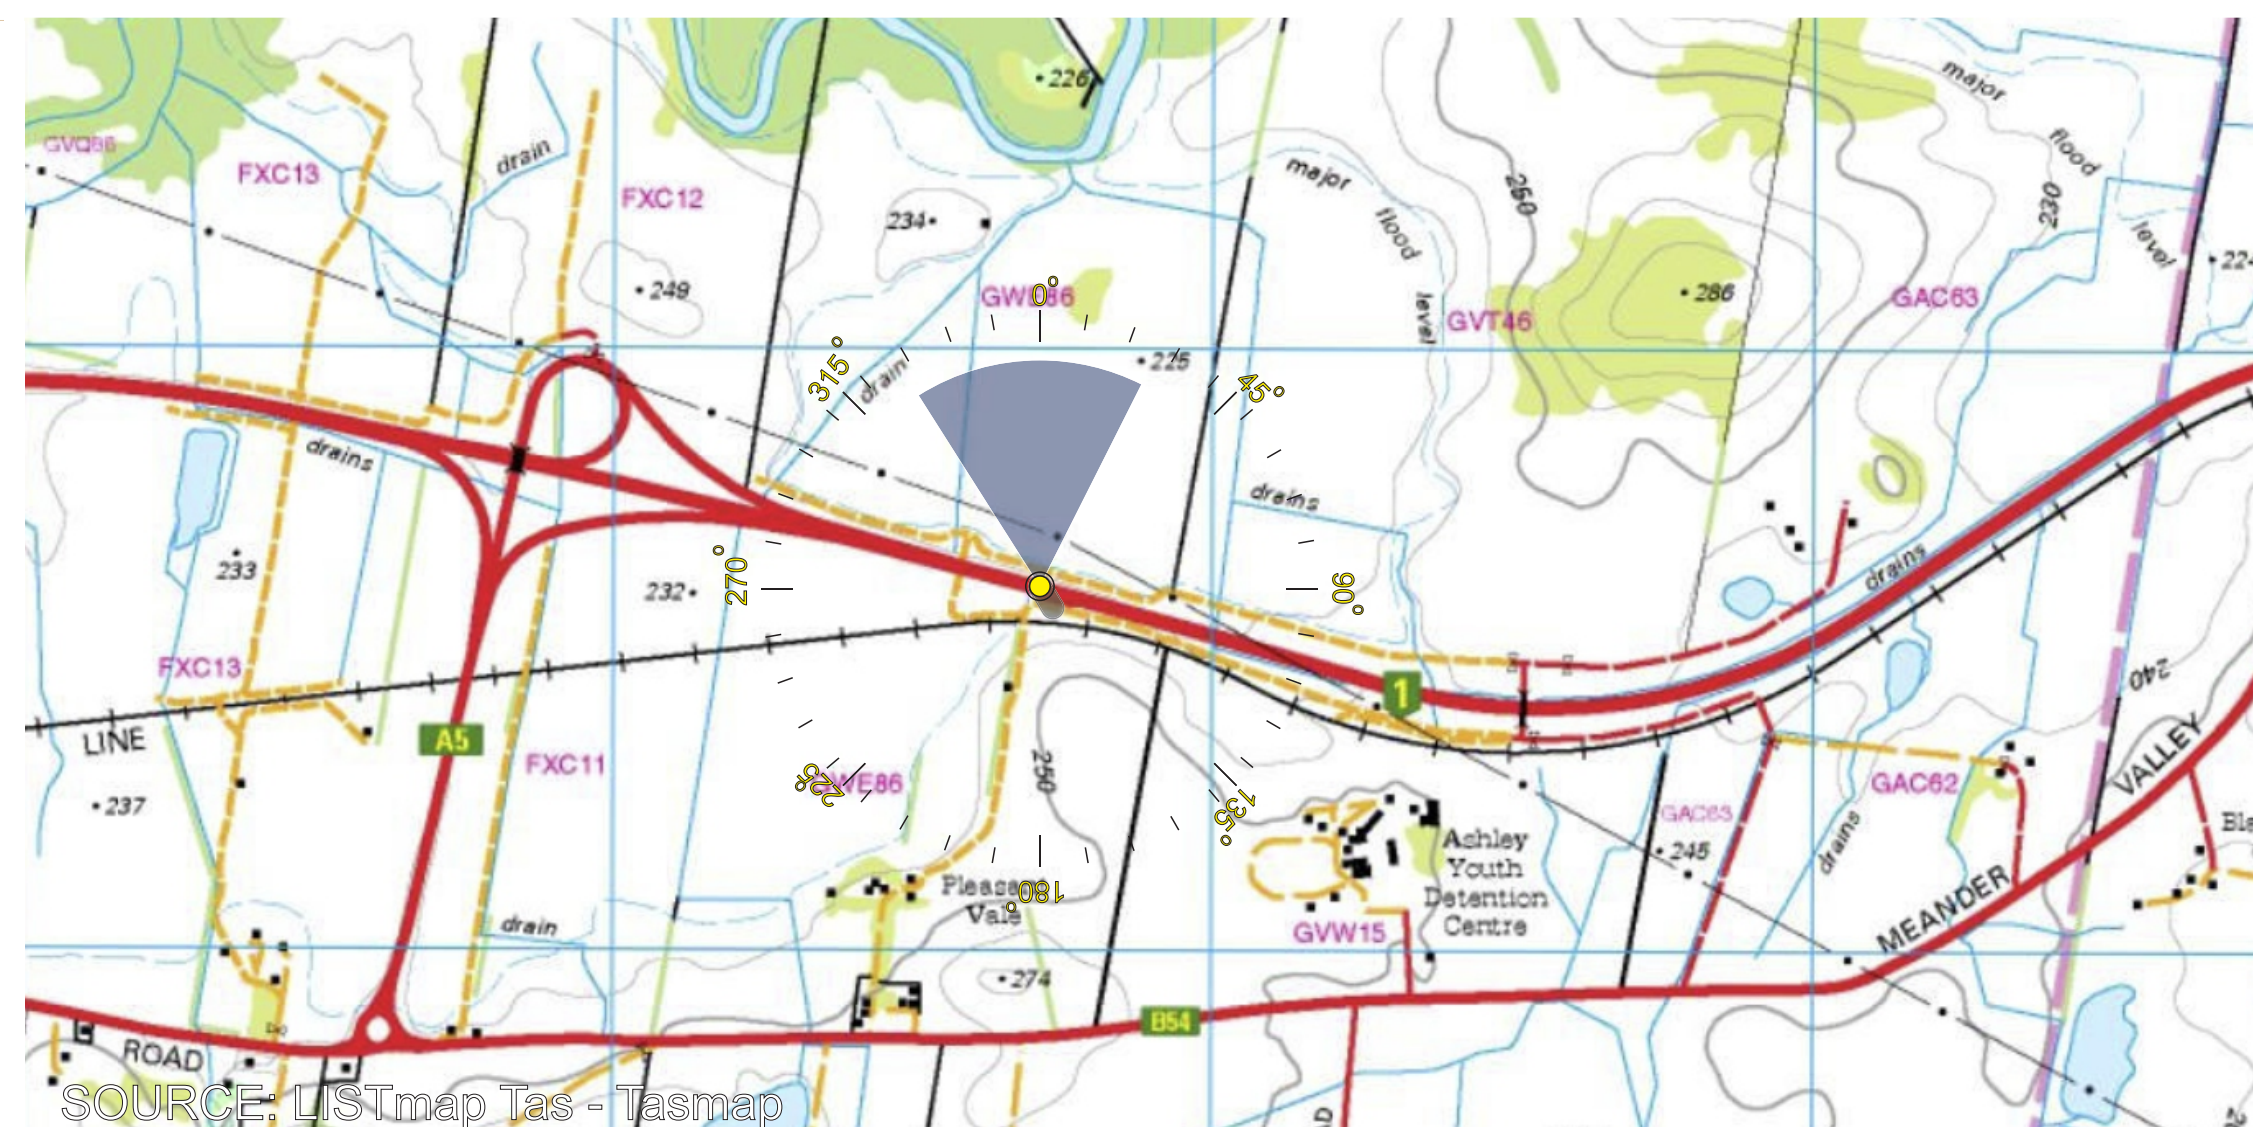 major
226
flood
GVQ86
FXC13
drain
FXC12
major
250
230
234
flood
level
224
249
GWE86
0°
level
GVT46
286
GAC63
315°
drain
225
45°
drains
drains
233
232
270°
90°
drains
FXC13
1
240
LINE
A5
FXC11
250
VALLEY
237
225°
GWE86
135°
GAC62
GAC63
Ashley
Youth
Detention
Centre
drains
245
Pleasant
Vale
180°
drain
GVW15
MEANDER
274
B54
ROAD
SOURCE: LISTmap Tas - Tasmap